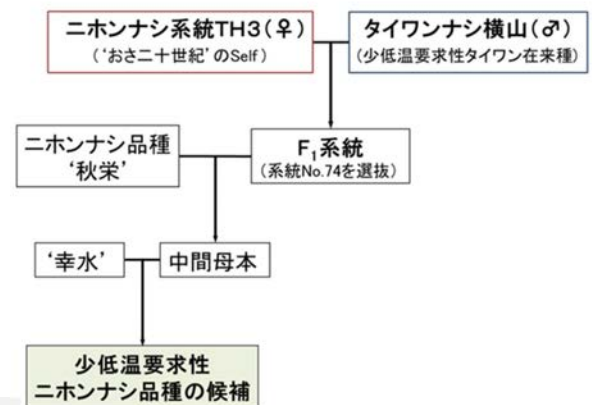 ニホンナシ系統TH3(♀)
(‘おさ二十世紀’のSelf)
タイワンナシ横山(♂)
(少低温要求性タイワン在来種)
ニホンナシ品種
‘秋栄’
F₁系統
(系統No.74を選抜)
‘幸水’
中間母本
少低温要求性
ニホンナシ品種の候補